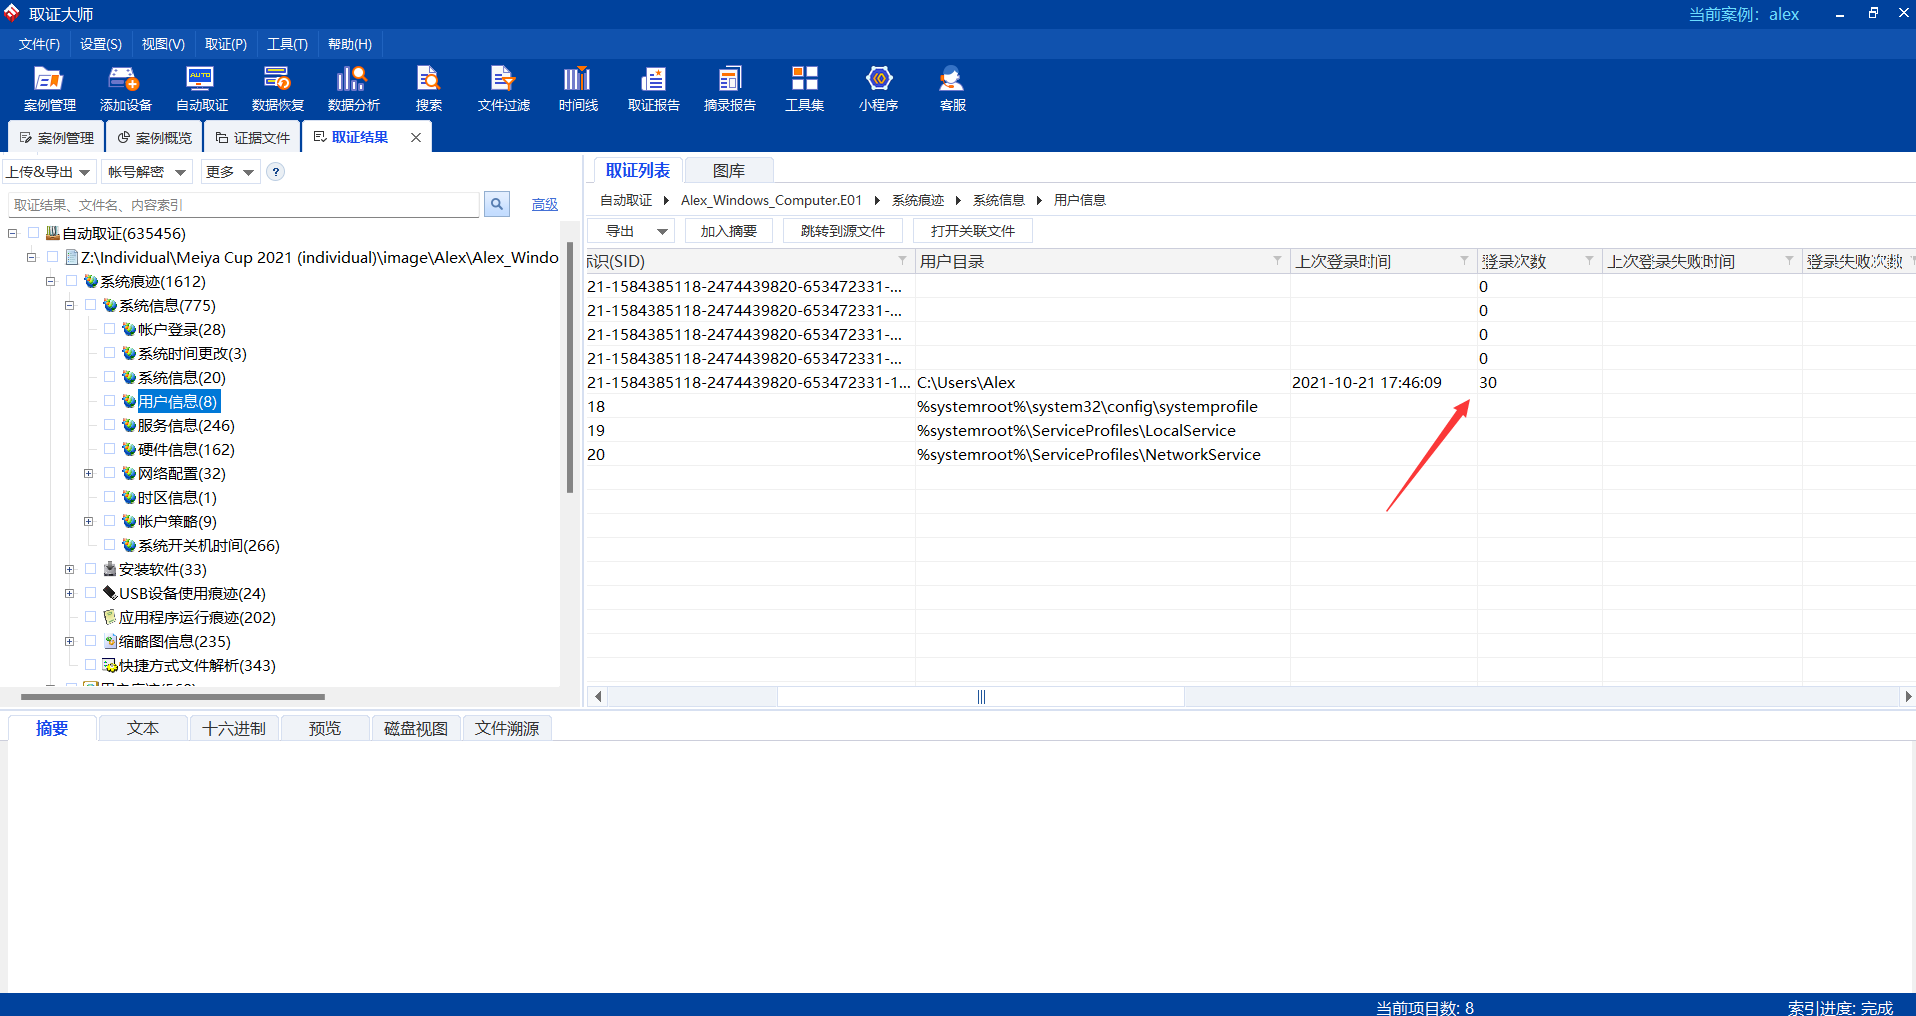 取证大师
当前案例：alex
文件(F) 设置(S) 视图(V) 取证(P) 工具(T) 帮助(H)
案例管理 添加设备 自动取证 数据恢复 数据分析 搜索 文件过滤 时间线 取证报告 摘录报告 工具集 小程序 客服
案例管理 案例概览 证据文件 取证结果
上传&导出 帐号解密 更多 ?
取证结果、文件名、内容索引 高级
自动取证(635456)
Z:\Individual\Meiya Cup 2021 (individual)\image\Alex\Alex_Windo
系统痕迹(1612)
系统信息(775)
帐户登录(28)
系统时间更改(3)
系统信息(20)
用户信息(8)
服务信息(246)
硬件信息(162)
网络配置(32)
时区信息(1)
帐户策略(9)
系统开关机时间(266)
安装软件(33)
USB设备使用痕迹(24)
应用程序运行痕迹(202)
缩略图信息(235)
快捷方式文件解析(343)
取证列表 图库
自动取证 Alex_Windows_Computer.E01 系统痕迹 系统信息 用户信息
导出 加入摘要 跳转到源文件 打开关联文件
标识(SID) 用户目录 上次登录时间 登录次数 上次登录失败时间 登录失败次数
21-1584385118-2474439820-653472331-... 0
21-1584385118-2474439820-653472331-... 0
21-1584385118-2474439820-653472331-... 0
21-1584385118-2474439820-653472331-... 0
21-1584385118-2474439820-653472331-1... C:\Users\Alex 2021-10-21 17:46:09 30
18 %systemroot%\system32\config\systemprofile
19 %systemroot%\ServiceProfiles\LocalService
20 %systemroot%\ServiceProfiles\NetworkService
摘要 文本 十六进制 预览 磁盘视图 文件溯源
当前项目数: 8 索引进度: 完成